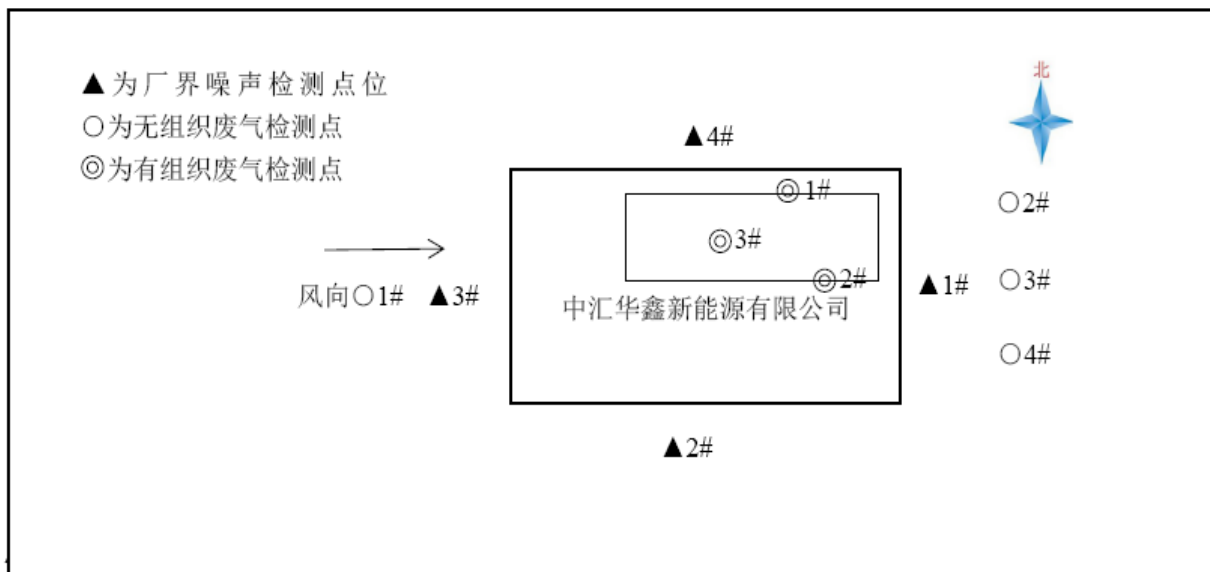 ▲为厂界噪声检测点位
○为无组织废气检测点
◎为有组织废气检测点
北
▲4#
◎1#
○2#
◎3#
◎2#
风向○1#
▲3#
▲1#
○3#
中汇华鑫新能源有限公司
○4#
▲2#